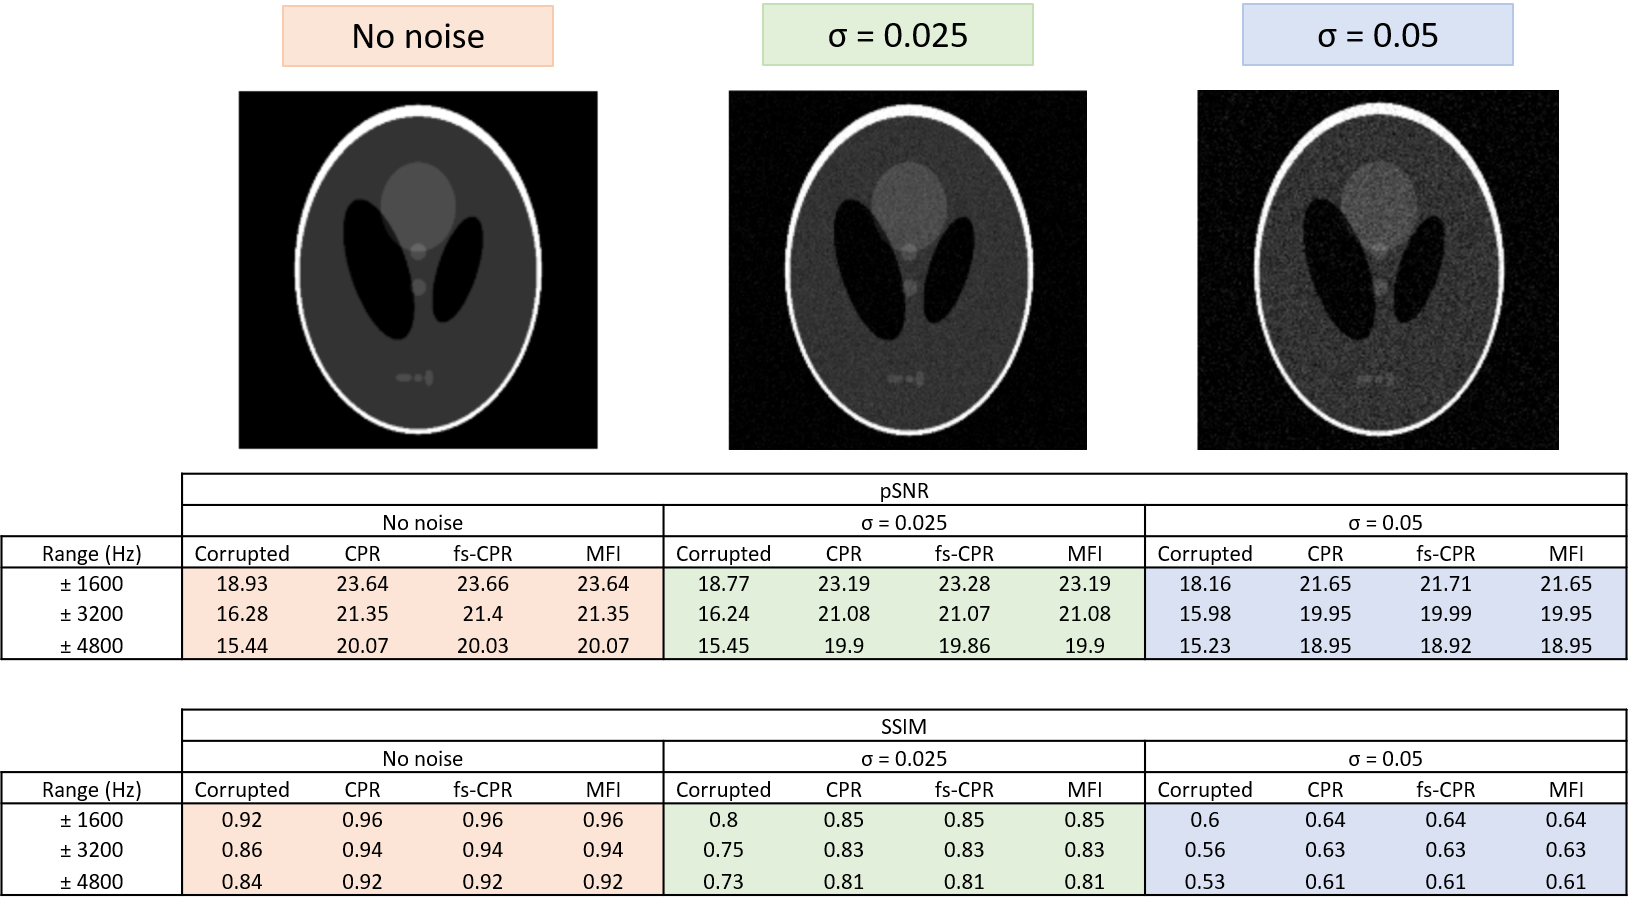 No noise σ = 0.025 σ = 0.05
pSNR
No noise σ = 0.025 σ = 0.05
Range (Hz) Corrupted CPR fs-CPR MFI Corrupted CPR fs-CPR MFI Corrupted CPR fs-CPR MFI
± 1600 18.93 23.64 23.66 23.64 18.77 23.19 23.28 23.19 18.16 21.65 21.71 21.65
± 3200 16.28 21.35 21.4 21.35 16.24 21.08 21.07 21.08 15.98 19.95 19.99 19.95
± 4800 15.44 20.07 20.03 20.07 15.45 19.9 19.86 19.9 15.23 18.95 18.92 18.95
SSIM
No noise σ = 0.025 σ = 0.05
Range (Hz) Corrupted CPR fs-CPR MFI Corrupted CPR fs-CPR MFI Corrupted CPR fs-CPR MFI
± 1600 0.92 0.96 0.96 0.96 0.8 0.85 0.85 0.85 0.6 0.64 0.64 0.64
± 3200 0.86 0.94 0.94 0.94 0.75 0.83 0.83 0.83 0.56 0.63 0.63 0.63
± 4800 0.84 0.92 0.92 0.92 0.73 0.81 0.81 0.81 0.53 0.61 0.61 0.61